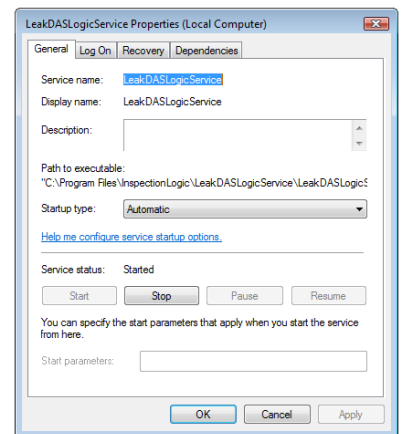 LeakDASLogicService Properties (Local Computer)
General Log On Recovery Dependencies
Service name: LeakDASLogicService
Display name: LeakDASLogicService
Description:
Path to executable:
"C:\Program Files\InspectionLogic\LeakDASLogicService\LeakDASLogicS
Startup type: Automatic
Help me configure service startup options.
Service status: Started
Start Stop Pause Resume
You can specify the start parameters that apply when you start the service
from here.
Start parameters:
OK Cancel Apply